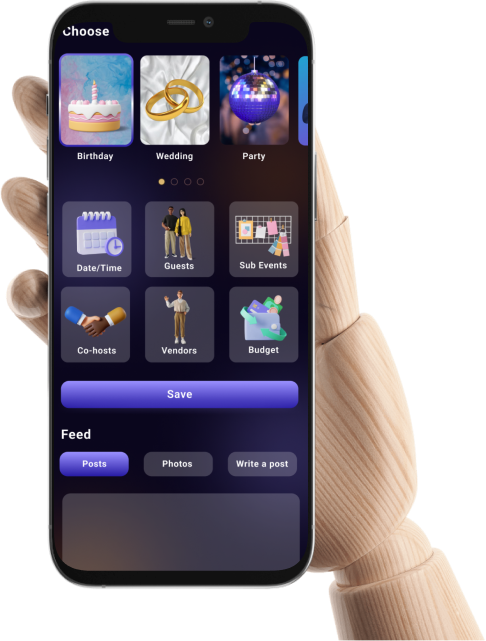 Choose
Birthday
Wedding
Party
Date/Time
Guests
Sub Events
Co-hosts
Vendors
Budget
Save
Feed
Posts
Photos
Write a post